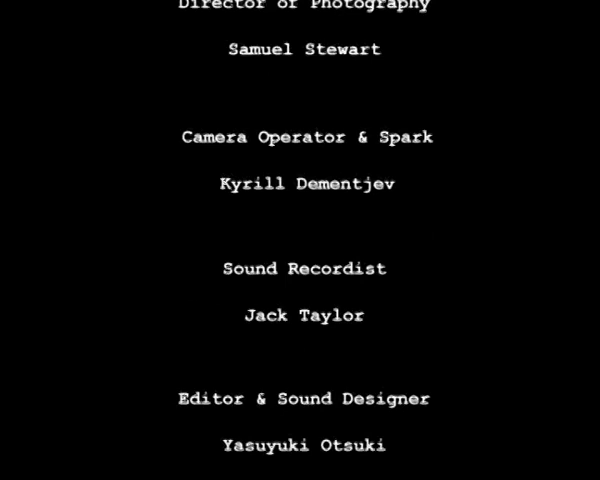 Director of Photography
Samuel Stewart
Camera Operator & Spark
Kyrill Dementjev
Sound Recordist
Jack Taylor
Editor & Sound Designer
Yasuyuki Otsuki